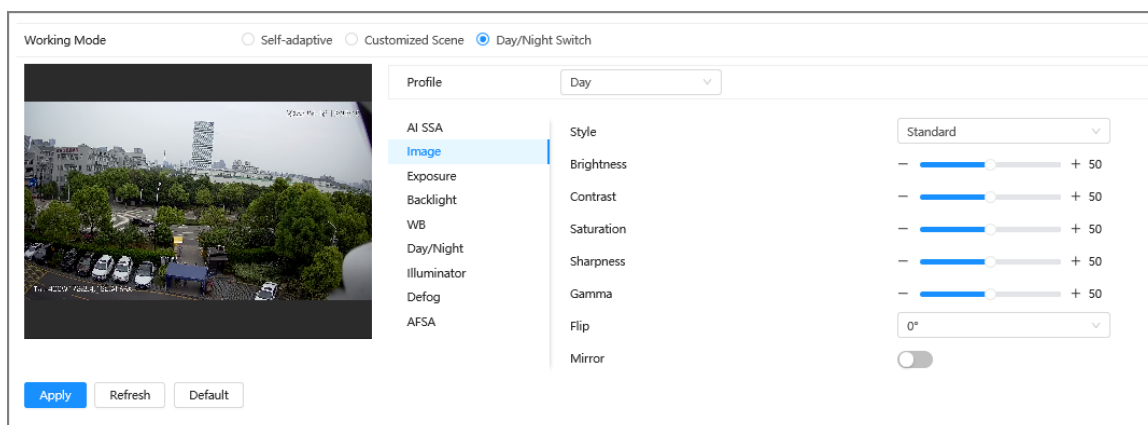 Working Mode Self-adaptive Customized Scene Day/Night Switch
Profile Day
AI SSA
Image
Exposure
Backlight
WB
Day/Night
Illuminator
Defog
AFSA
Style Standard
Brightness − + 50
Contrast − + 50
Saturation − + 50
Sharpness − + 50
Gamma − + 50
Flip 0°
Mirror
Apply Refresh Default